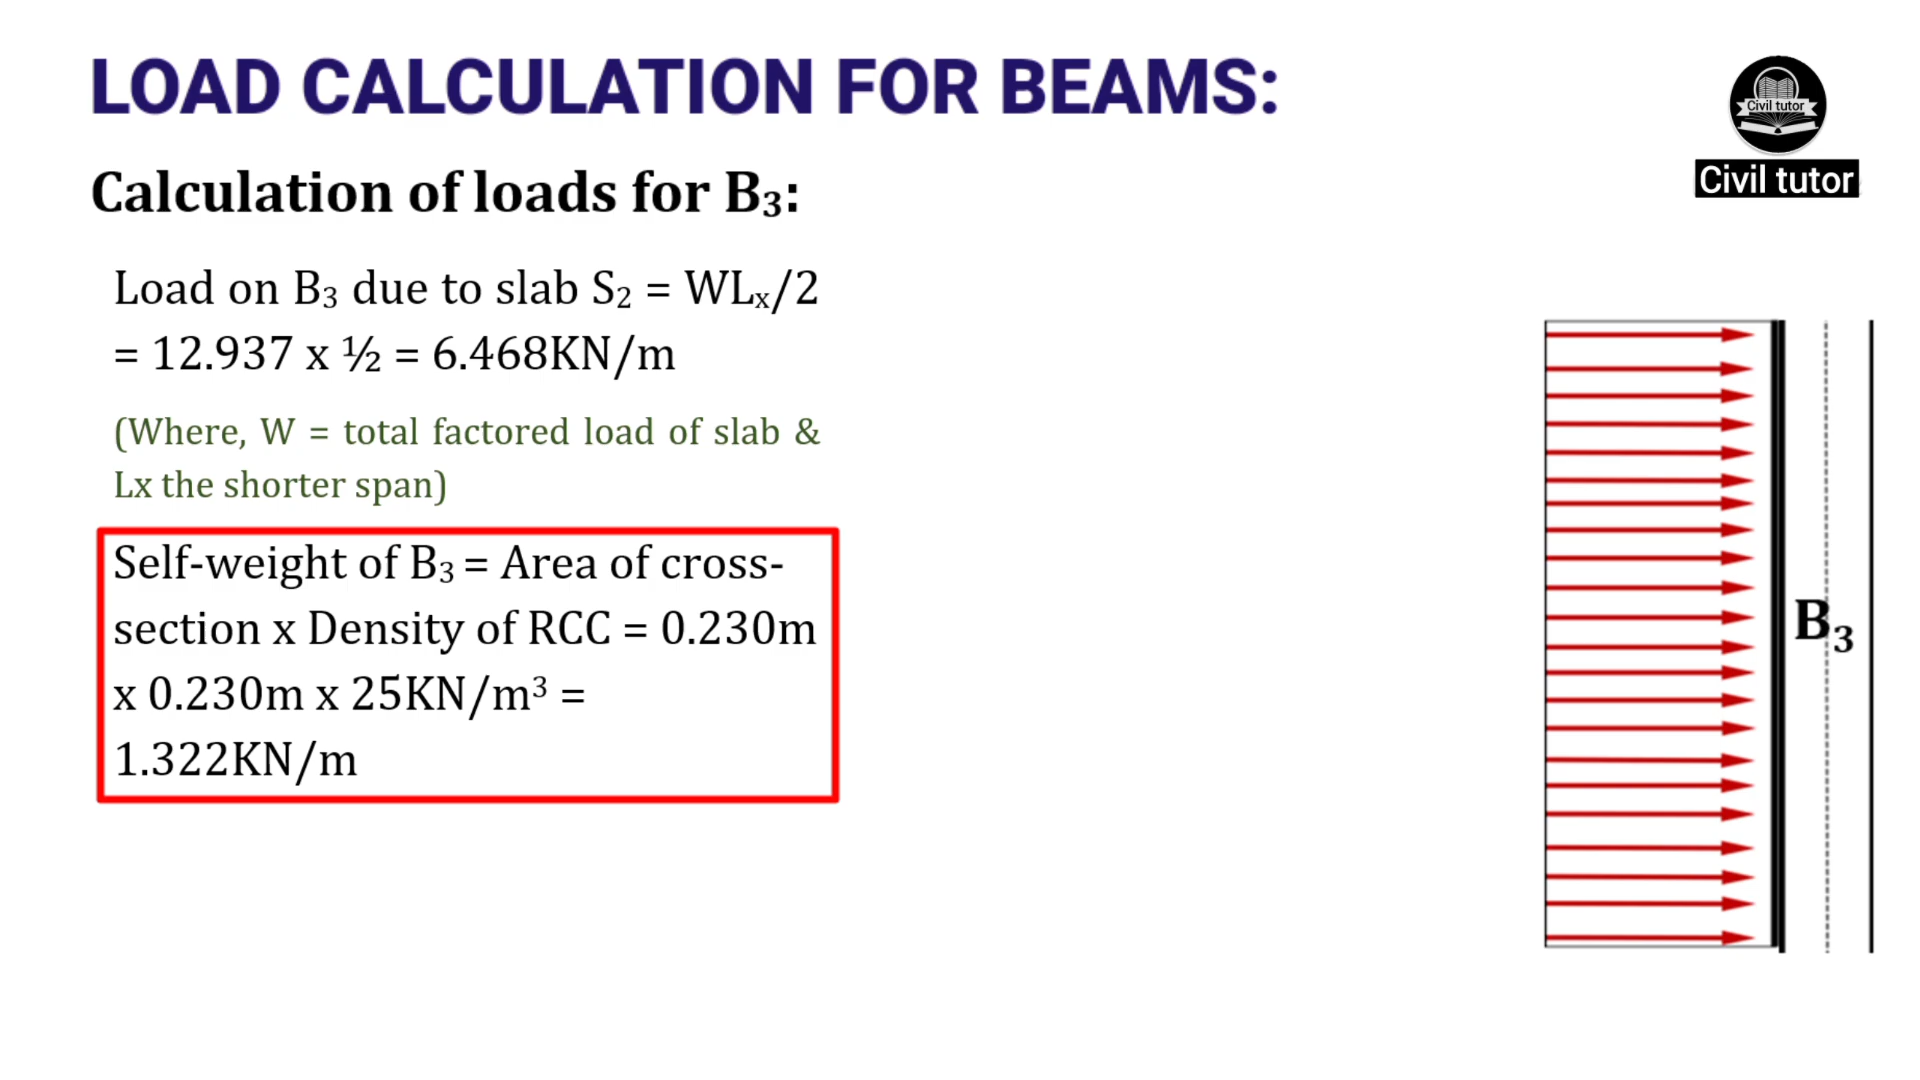 LOAD CALCULATION FOR BEAMS:
Civil tutor
Civil tutor
Calculation of loads for B₃:
Load on B₃ due to slab S₂ = WLₓ/2
= 12.937 x ½ = 6.468KN/m
(Where, W = total factored load of slab &
Lx the shorter span)
Self-weight of B₃ = Area of cross-
section x Density of RCC = 0.230m
x 0.230m x 25KN/m³ =
1.322KN/m
B₃